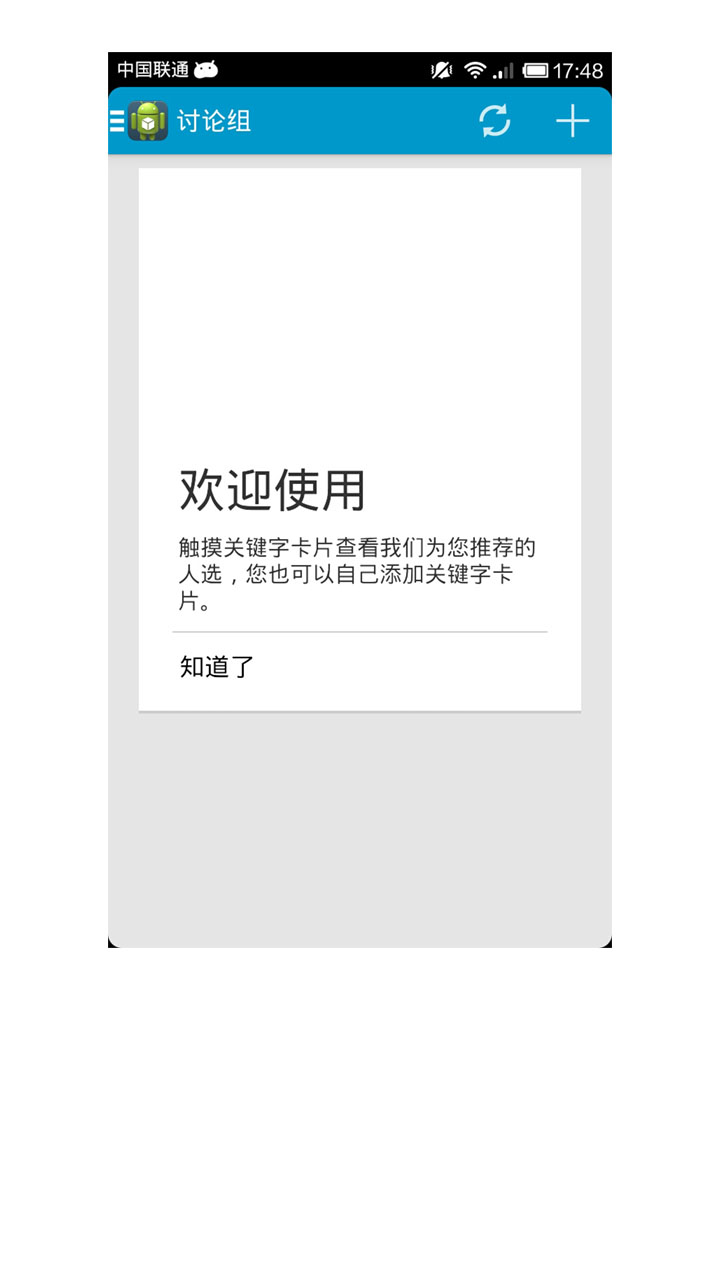 中国联通 17:48
讨论组
欢迎使用
触摸关键字卡片查看我们为您推荐的
人选，您也可以自己添加关键字卡
片。
知道了